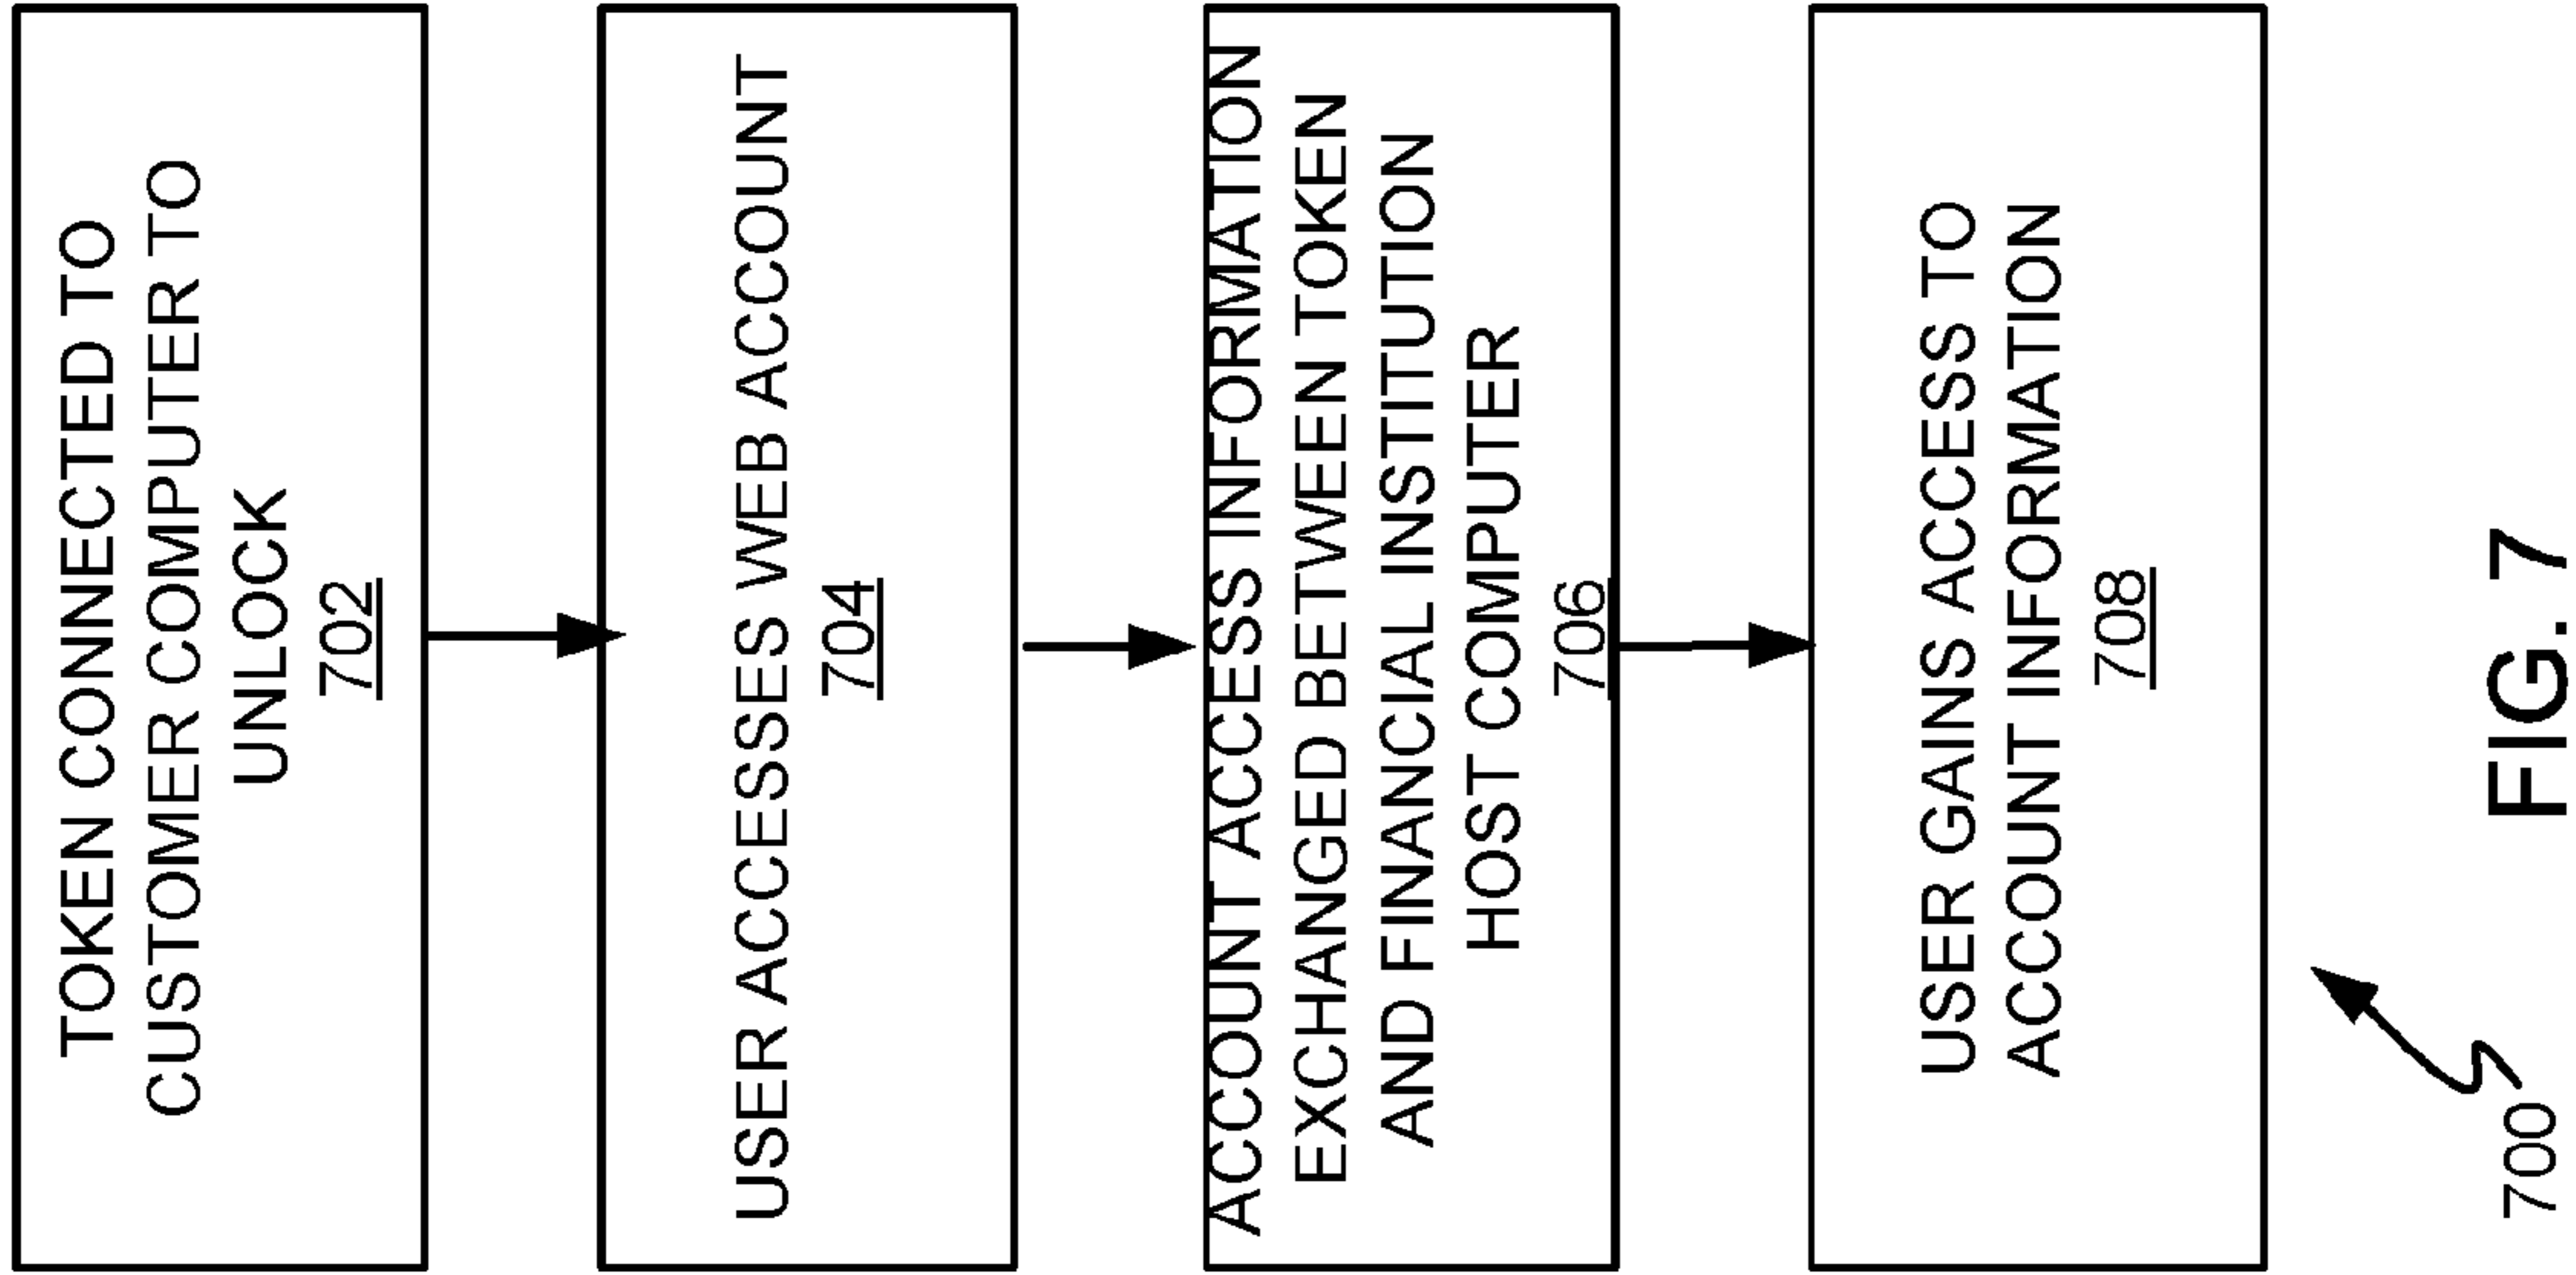 TOKEN CONNECTED TO
CUSTOMER COMPUTER TO
UNLOCK
702
USER ACCESSES WEB ACCOUNT
704
ACCOUNT ACCESS INFORMATION
EXCHANGED BETWEEN TOKEN
AND FINANCIAL INSTITUTION
HOST COMPUTER
706
USER GAINS ACCESS TO
ACCOUNT INFORMATION
708
700
FIG. 7